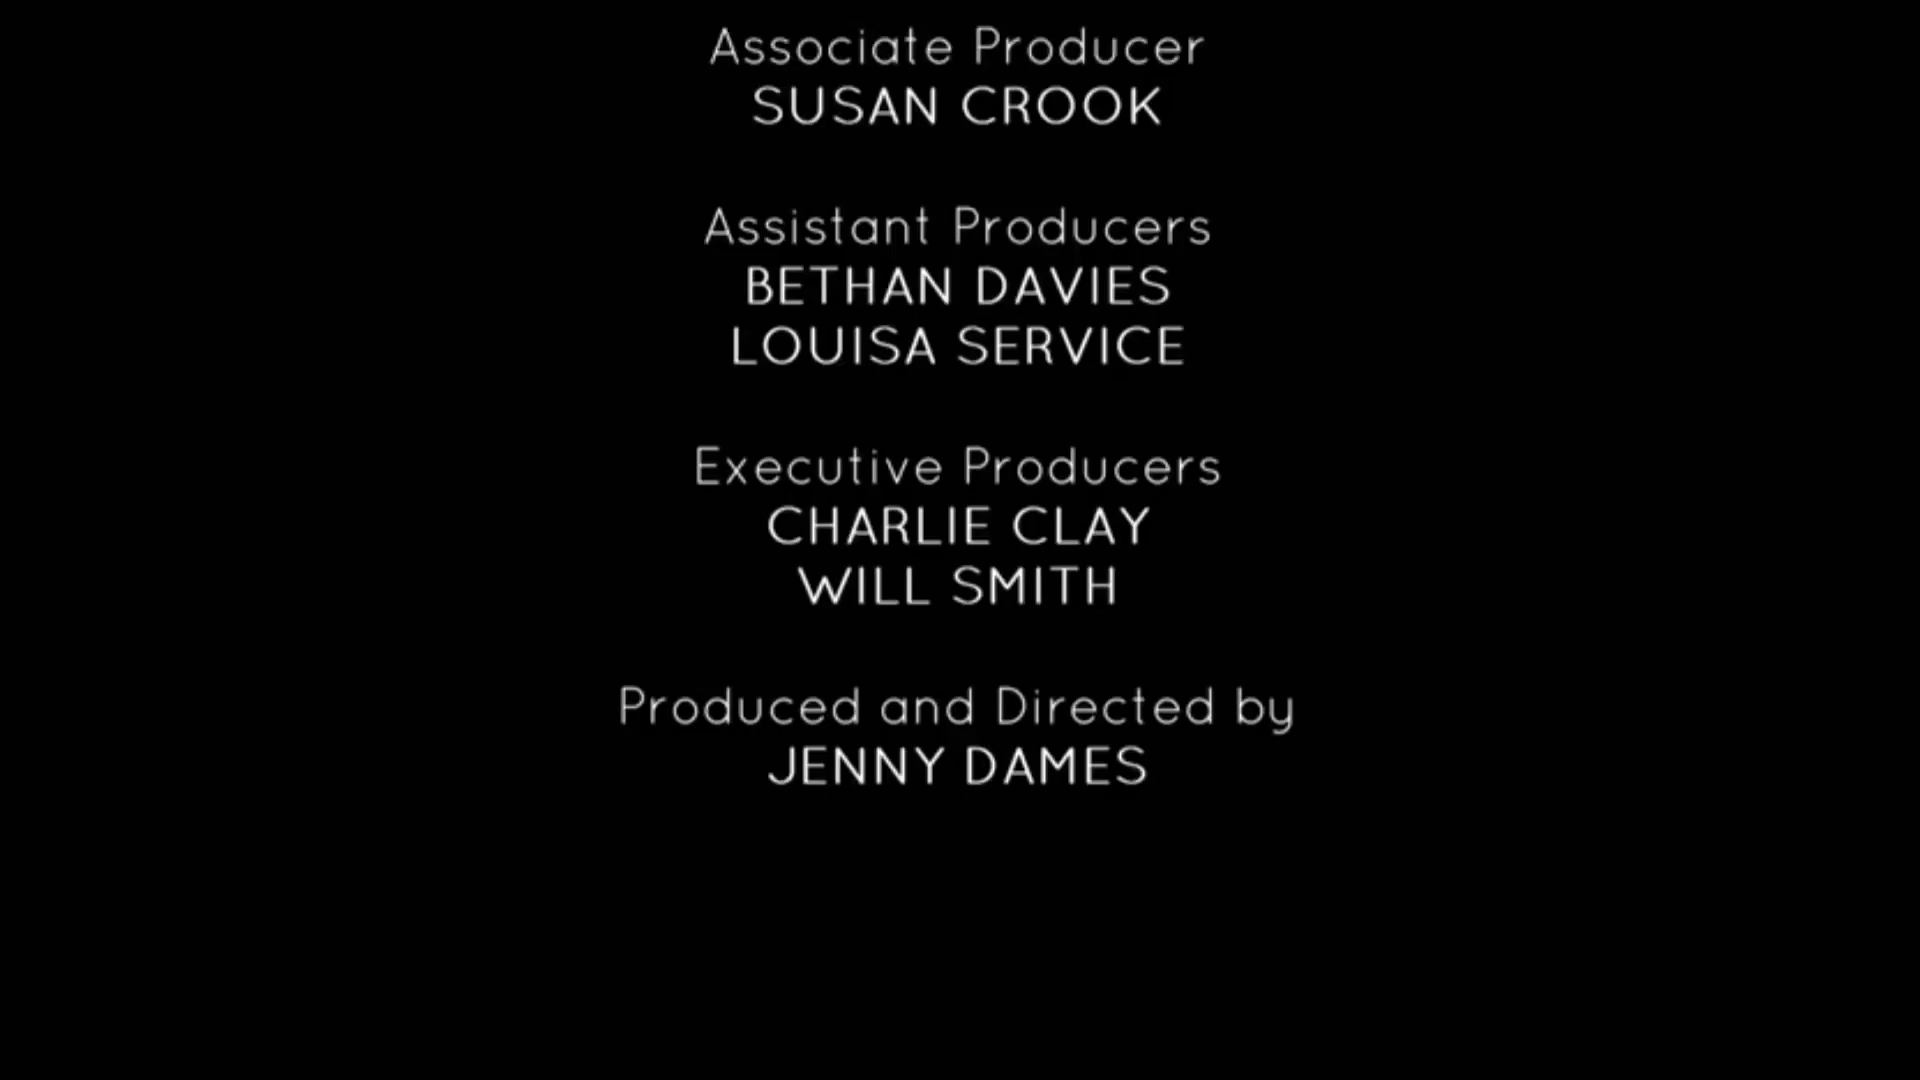 Associate Producer
SUSAN CROOK
Assistant Producers
BETHAN DAVIES
LOUISA SERVICE
Executive Producers
CHARLIE CLAY
WILL SMITH
Produced and Directed by
JENNY DAMES